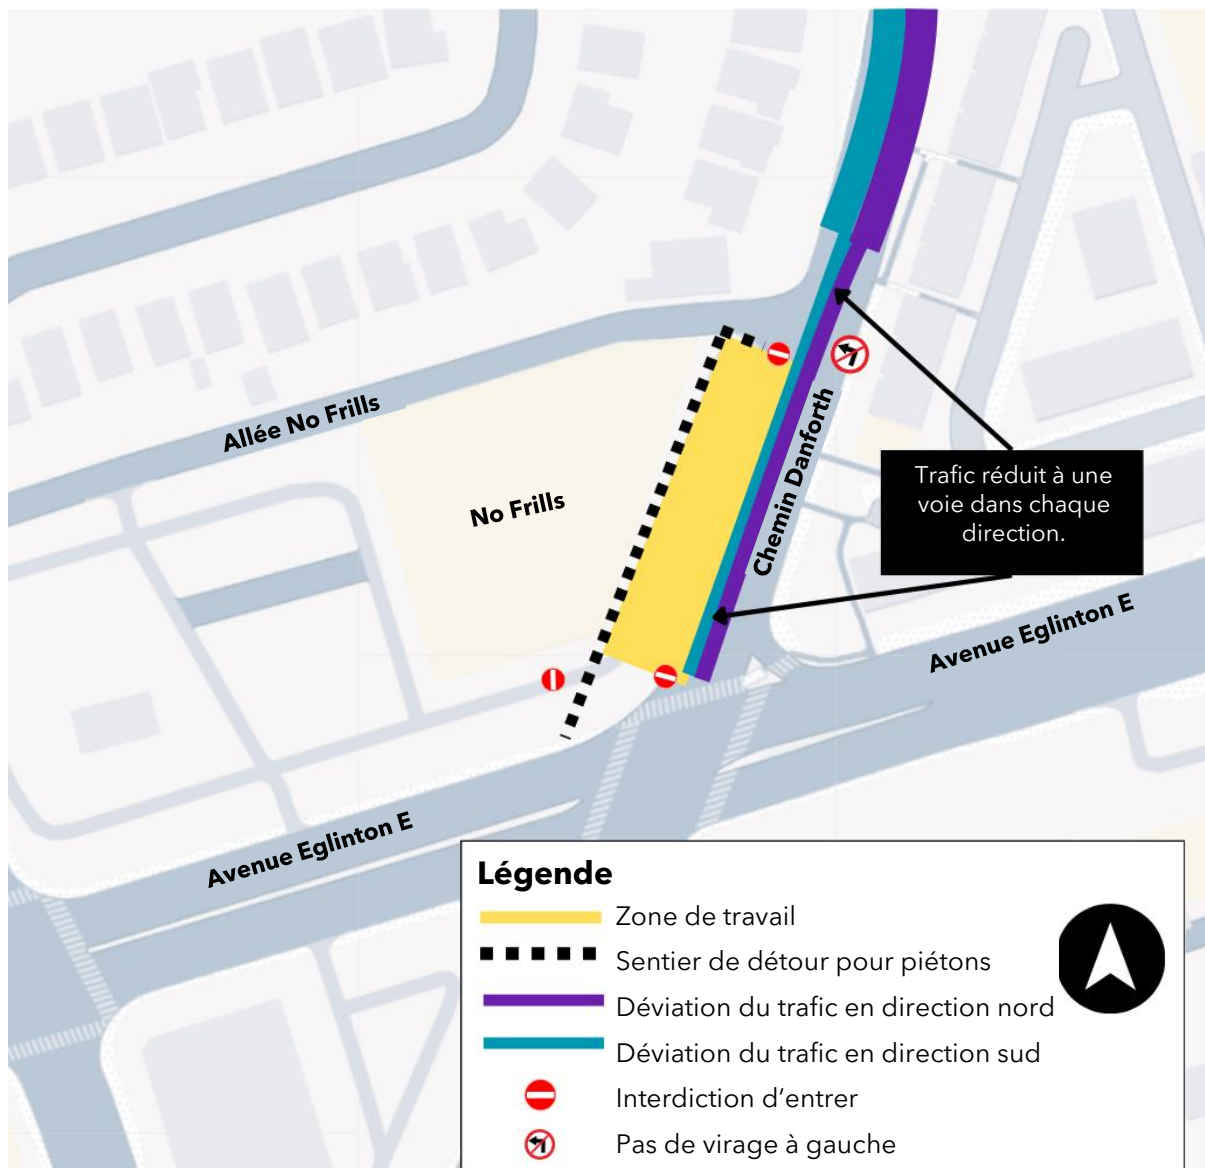 Allée No Frills
No Frills
Chemin Danforth
Trafic réduit à une
voie dans chaque
direction.
Avenue Eglinton E
Avenue Eglinton E
Légende
Zone de travail
Sentier de détour pour piétons
Déviation du trafic en direction nord
Déviation du trafic en direction sud
Interdiction d’entrer
Pas de virage à gauche